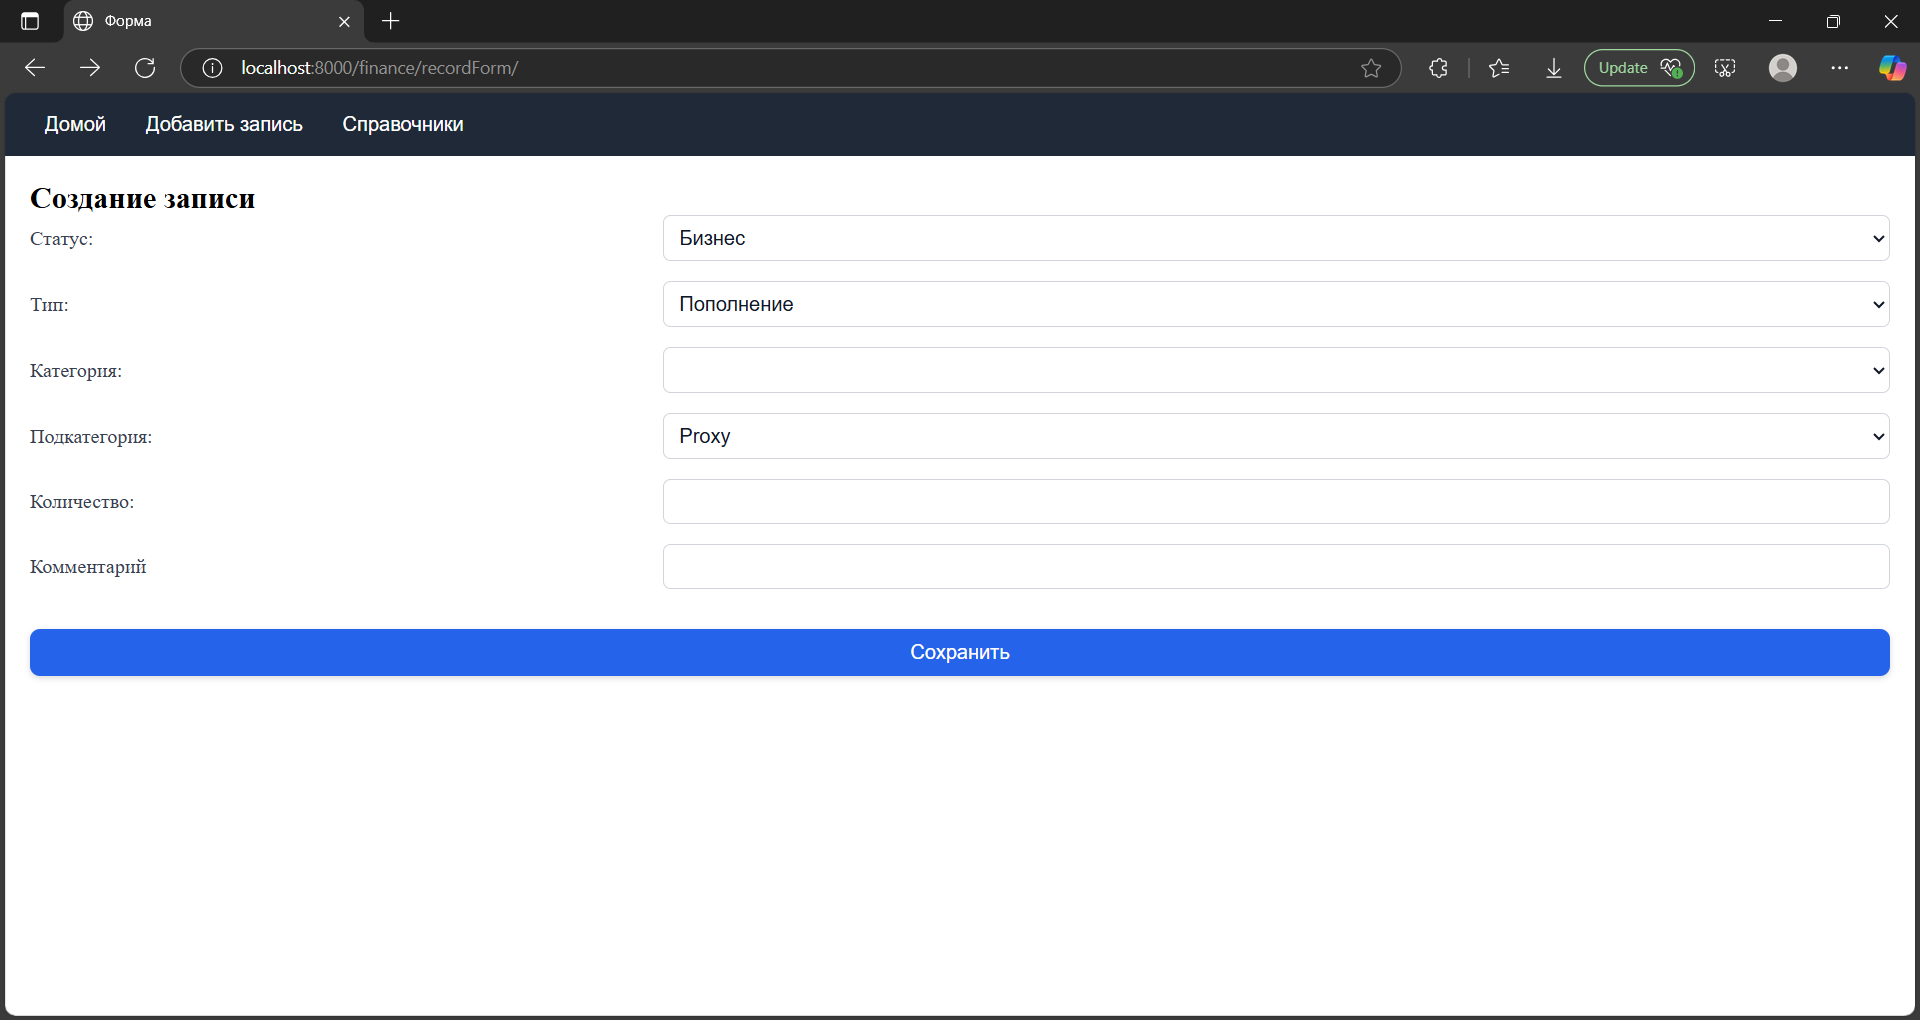 Форма
localhost:8000/finance/recordForm/
Update
Домой Добавить запись Справочники
Создание записи
Статус: Бизнес
Тип: Пополнение
Категория:
Подкатегория: Proxy
Количество:
Комментарий
Сохранить